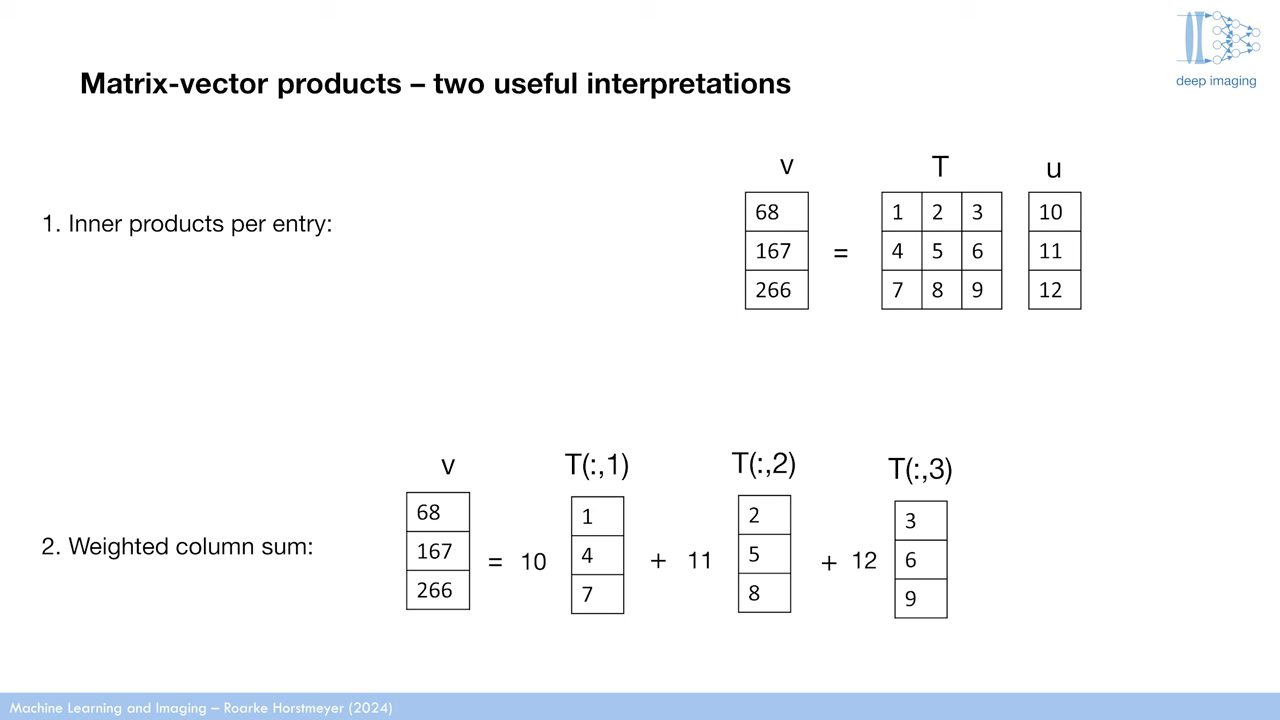 deep imaging
Matrix-vector products – two useful interpretations
1. Inner products per entry:
v T u
68 1 2 3 10
167 = 4 5 6 11
266 7 8 9 12
2. Weighted column sum:
v T(:,1) T(:,2) T(:,3)
68 1 2 3
167 = 10 4 + 11 5 + 12 6
266 7 8 9
Machine Learning and Imaging – Roarke Horstmeyer (2024)